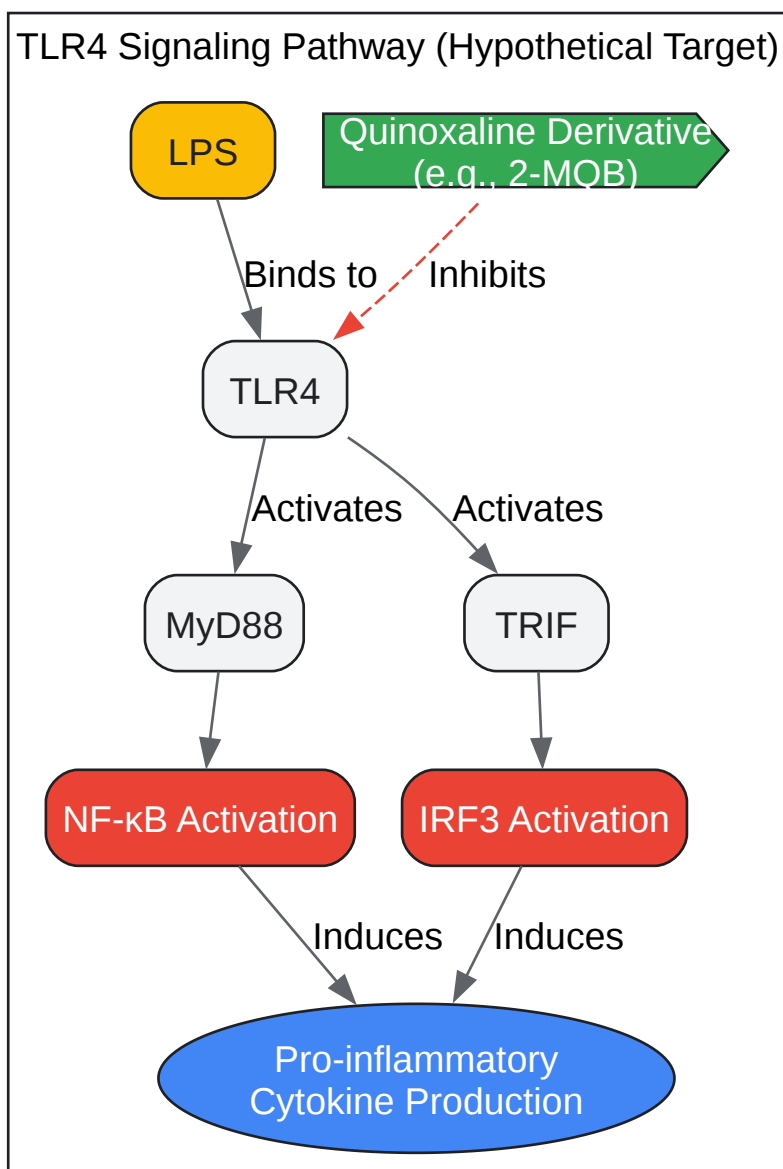 TLR4 Signaling Pathway (Hypothetical Target)
LPS
Quinoxaline Derivative
(e.g., 2-MQB)
Binds to
Inhibits
TLR4
Activates
Activates
MyD88
TRIF
NF-κB Activation
IRF3 Activation
Induces
Induces
Pro-inflammatory
Cytokine Production